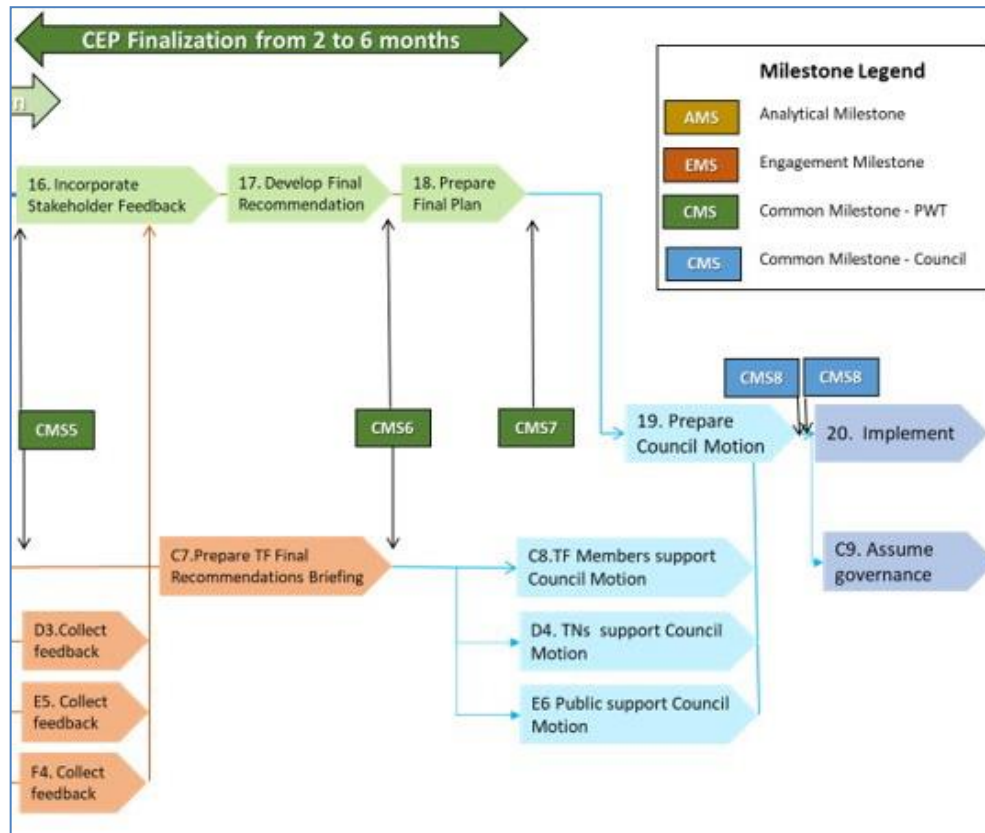 CEP Finalization from 2 to 6 months
n
Milestone Legend
AMS
Analytical Milestone
EMS
Engagement Milestone
CMS
Common Milestone - PWT
CMS
Common Milestone - Council
16. Incorporate
Stakeholder Feedback
17. Develop Final
Recommendation
18. Prepare
Final Plan
CMS5
CMS6
CMS7
CMS8
CMS8
19. Prepare
Council Motion
20. Implement
C7.Prepare TF Final
Recommendations Briefing
C8.TF Members support
Council Motion
C9. Assume
governance
D3.Collect
feedback
D4. TNs support Council
Motion
E5. Collect
feedback
E6 Public support Council
Motion
F4. Collect
feedback